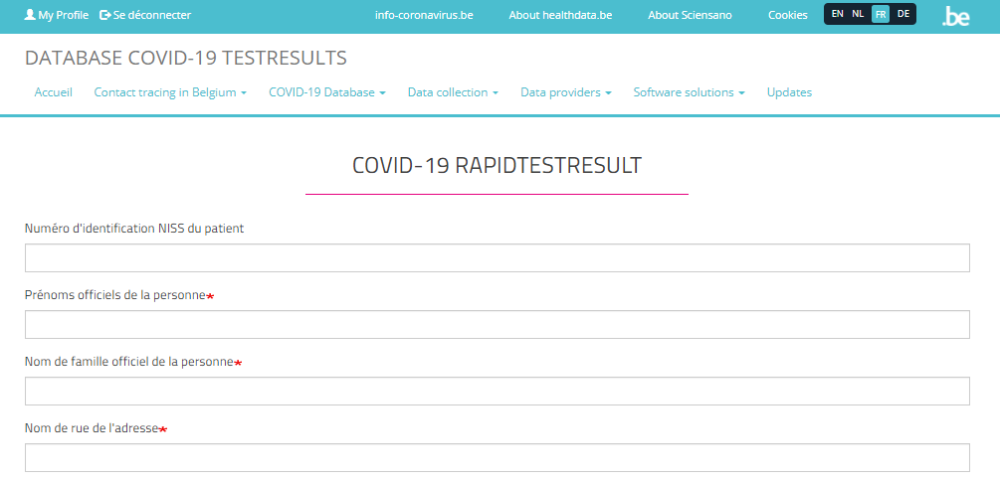 My Profile Se déconnecter info-coronavirus.be About healthdata.be About Sciensano Cookies EN NL FR DE .be
DATABASE COVID-19 TESTRESULTS
Accueil Contact tracing in Belgium COVID-19 Database Data collection Data providers Software solutions Updates
COVID-19 RAPIDTESTRESULT
Numéro d'identification NISS du patient
Prénoms officiels de la personne*
Nom de famille officiel de la personne*
Nom de rue de l'adresse*